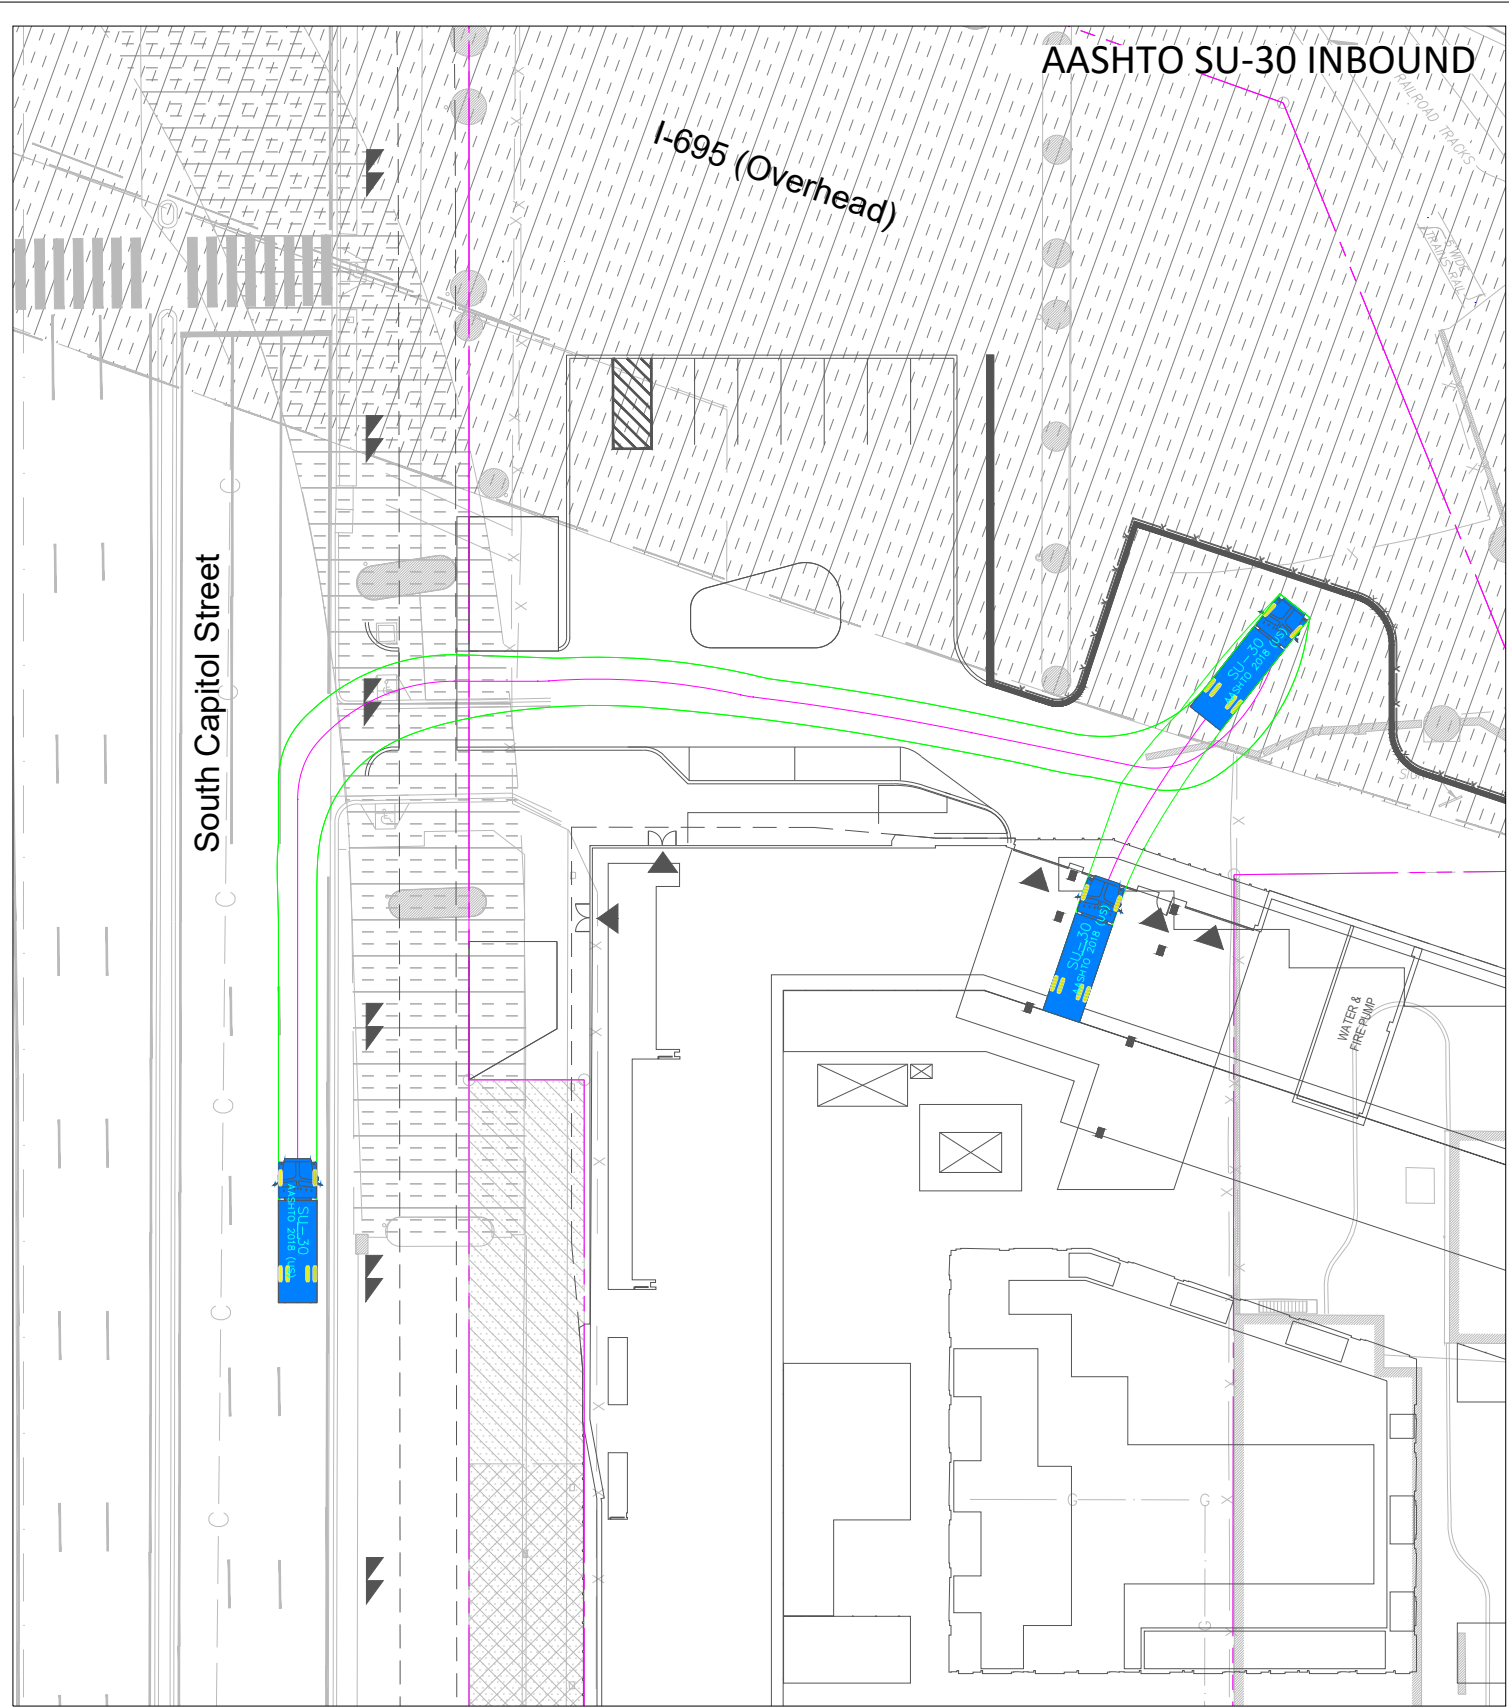 AASHTO SU-30 INBOUND
RAILROAD TRACKS
I-695 (Overhead)
South Capitol Street
SU-30
AASHTO 2018 (US)
SU-30
AASHTO 2018 (US)
SU-30
AASHTO 2018 (US)
WATER &
FIRE PUMP
C
C
C
C
C
C
G
G
G